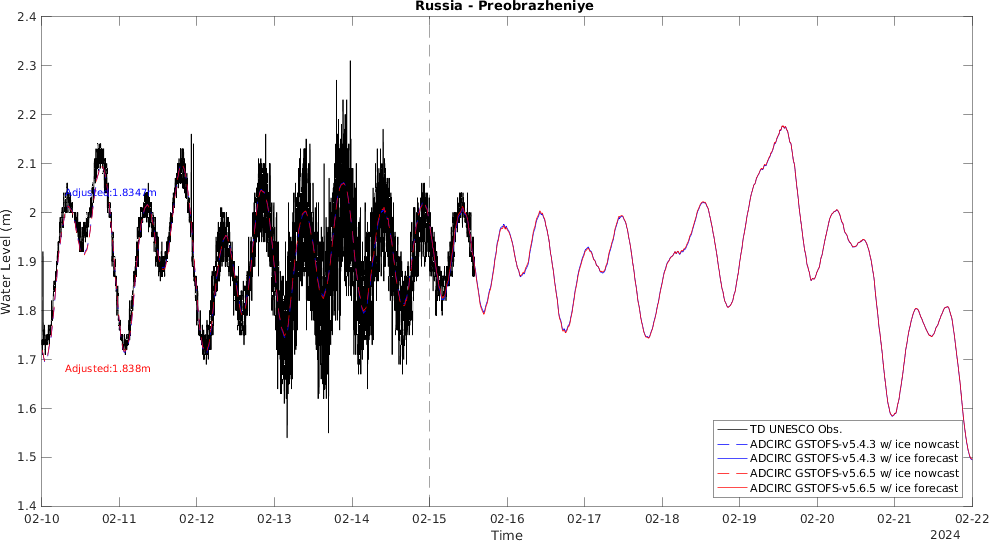 Russia - Preobrazheniye
2.4
2.3
2.2
2.1
2
1.9
1.8
1.7
1.6
1.5
1.4
Water Level (m)
Adjusted:1.8347m
Adjusted:1.838m
TD UNESCO Obs.
ADCIRC GSTOFS-v5.4.3 w/ ice nowcast
ADCIRC GSTOFS-v5.4.3 w/ ice forecast
ADCIRC GSTOFS-v5.6.5 w/ ice nowcast
ADCIRC GSTOFS-v5.6.5 w/ ice forecast
02-10 02-11 02-12 02-13 02-14 02-15 02-16 02-17 02-18 02-19 02-20 02-21 02-22
Time
2024